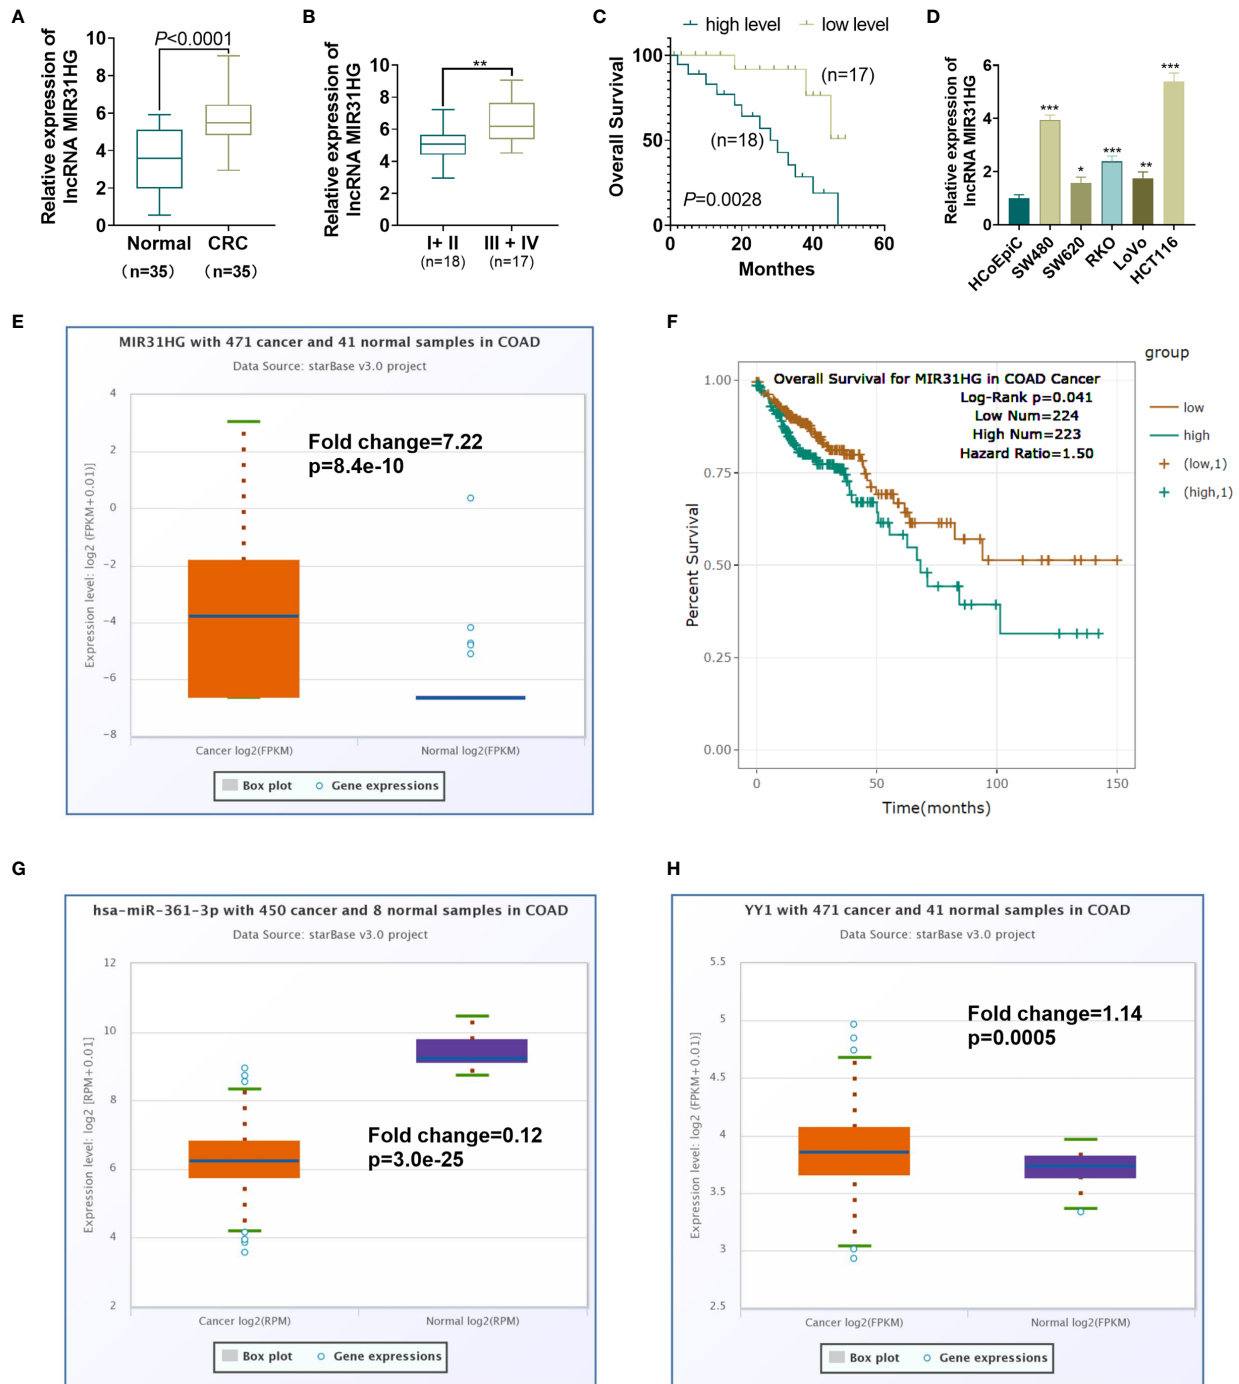 A
Relative expression of
lncRNA MIR31HG
10
8
6
4
2
0
P<0.0001
Normal
CRC
(n=35)
(n=35)
B
Relative expression of
lncRNA MIR31HG
10
8
6
4
2
0
**
I+ II
III + IV
(n=18)
(n=17)
C
high level
low level
Overall Survival
100
50
0
(n=17)
(n=18)
P=0.0028
0
20
40
60
Monthes
D
Relative expression of
lncRNA MIR31HG
6
4
2
0
***
*
***
**
***
HCoEpiC
SW480
SW620
RKO
LoVo
HCT116
E
MIR31HG with 471 cancer and 41 normal samples in COAD
Data Source: starBase v3.0 project
Expression level: log2 (FPKM+0.01)]
4
2
0
−2
−4
−6
−8
Fold change=7.22
p=8.4e-10
Cancer log2(FPKM)
Normal log2(FPKM)
Box plot
Gene expressions
F
Overall Survival for MIR31HG in COAD Cancer
Log-Rank p=0.041
Low Num=224
High Num=223
Hazard Ratio=1.50
Percent Survival
1.00
0.75
0.50
0.25
0.00
0
50
100
150
Time(months)
group
low
high
(low,1)
(high,1)
G
hsa-miR-361-3p with 450 cancer and 8 normal samples in COAD
Data Source: starBase v3.0 project
Expression level: log2 [RPM+0.01]
12
10
8
6
4
2
Fold change=0.12
p=3.0e-25
Cancer log2(RPM)
Normal log2(RPM)
Box plot
Gene expressions
H
YY1 with 471 cancer and 41 normal samples in COAD
Data Source: starBase v3.0 project
Expression level: log2 (FPKM+0.01)]
5.5
5
4.5
4
3.5
3
2.5
Fold change=1.14
p=0.0005
Cancer log2(FPKM)
Normal log2(FPKM)
Box plot
Gene expressions